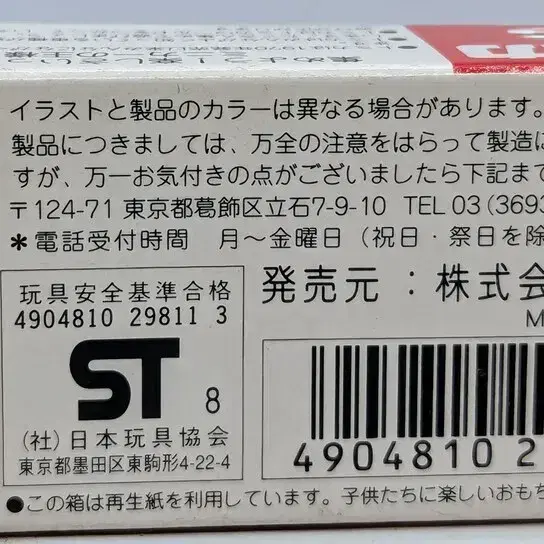 イラストと製品のカラーは異なる場合があります。
製品につきましては、万全の注意をはらって製造に
すが、万一お気付きの点がございましたら下記まで
〒124-71 東京都葛飾区立石7-9-10 TEL 03 (3693
＊電話受付時間 月～金曜日 (祝日・祭日を除
玩具安全基準合格
4904810 29811 3
ST 8
(社) 日本玩具協会
東京都墨田区東駒形4-22-4
発売元：株式会
M
4904810 2
●この箱は再生紙を利用しています。子供たちに楽しいおもち